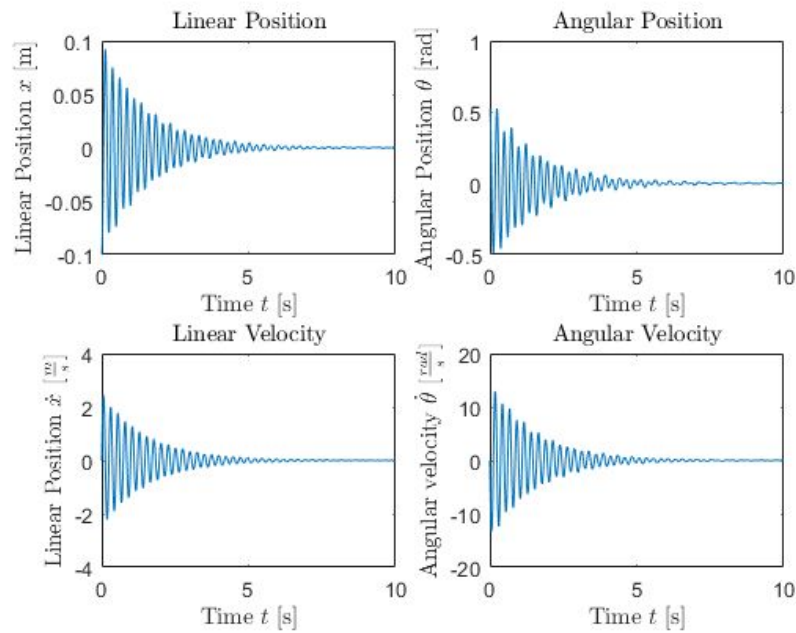 Linear Position
Linear Position x [m]
0.1
0.05
0
-0.05
-0.1
0
5
10
Time t [s]
Angular Position
Angular Position θ [rad]
1
0.5
0
-0.5
0
5
10
Time t [s]
Linear Velocity
Linear Position ẋ [m/s]
4
2
0
-2
-4
0
5
10
Time t [s]
Angular Velocity
Angular velocity θ̇ [rad/s]
20
10
0
-10
-20
0
5
10
Time t [s]